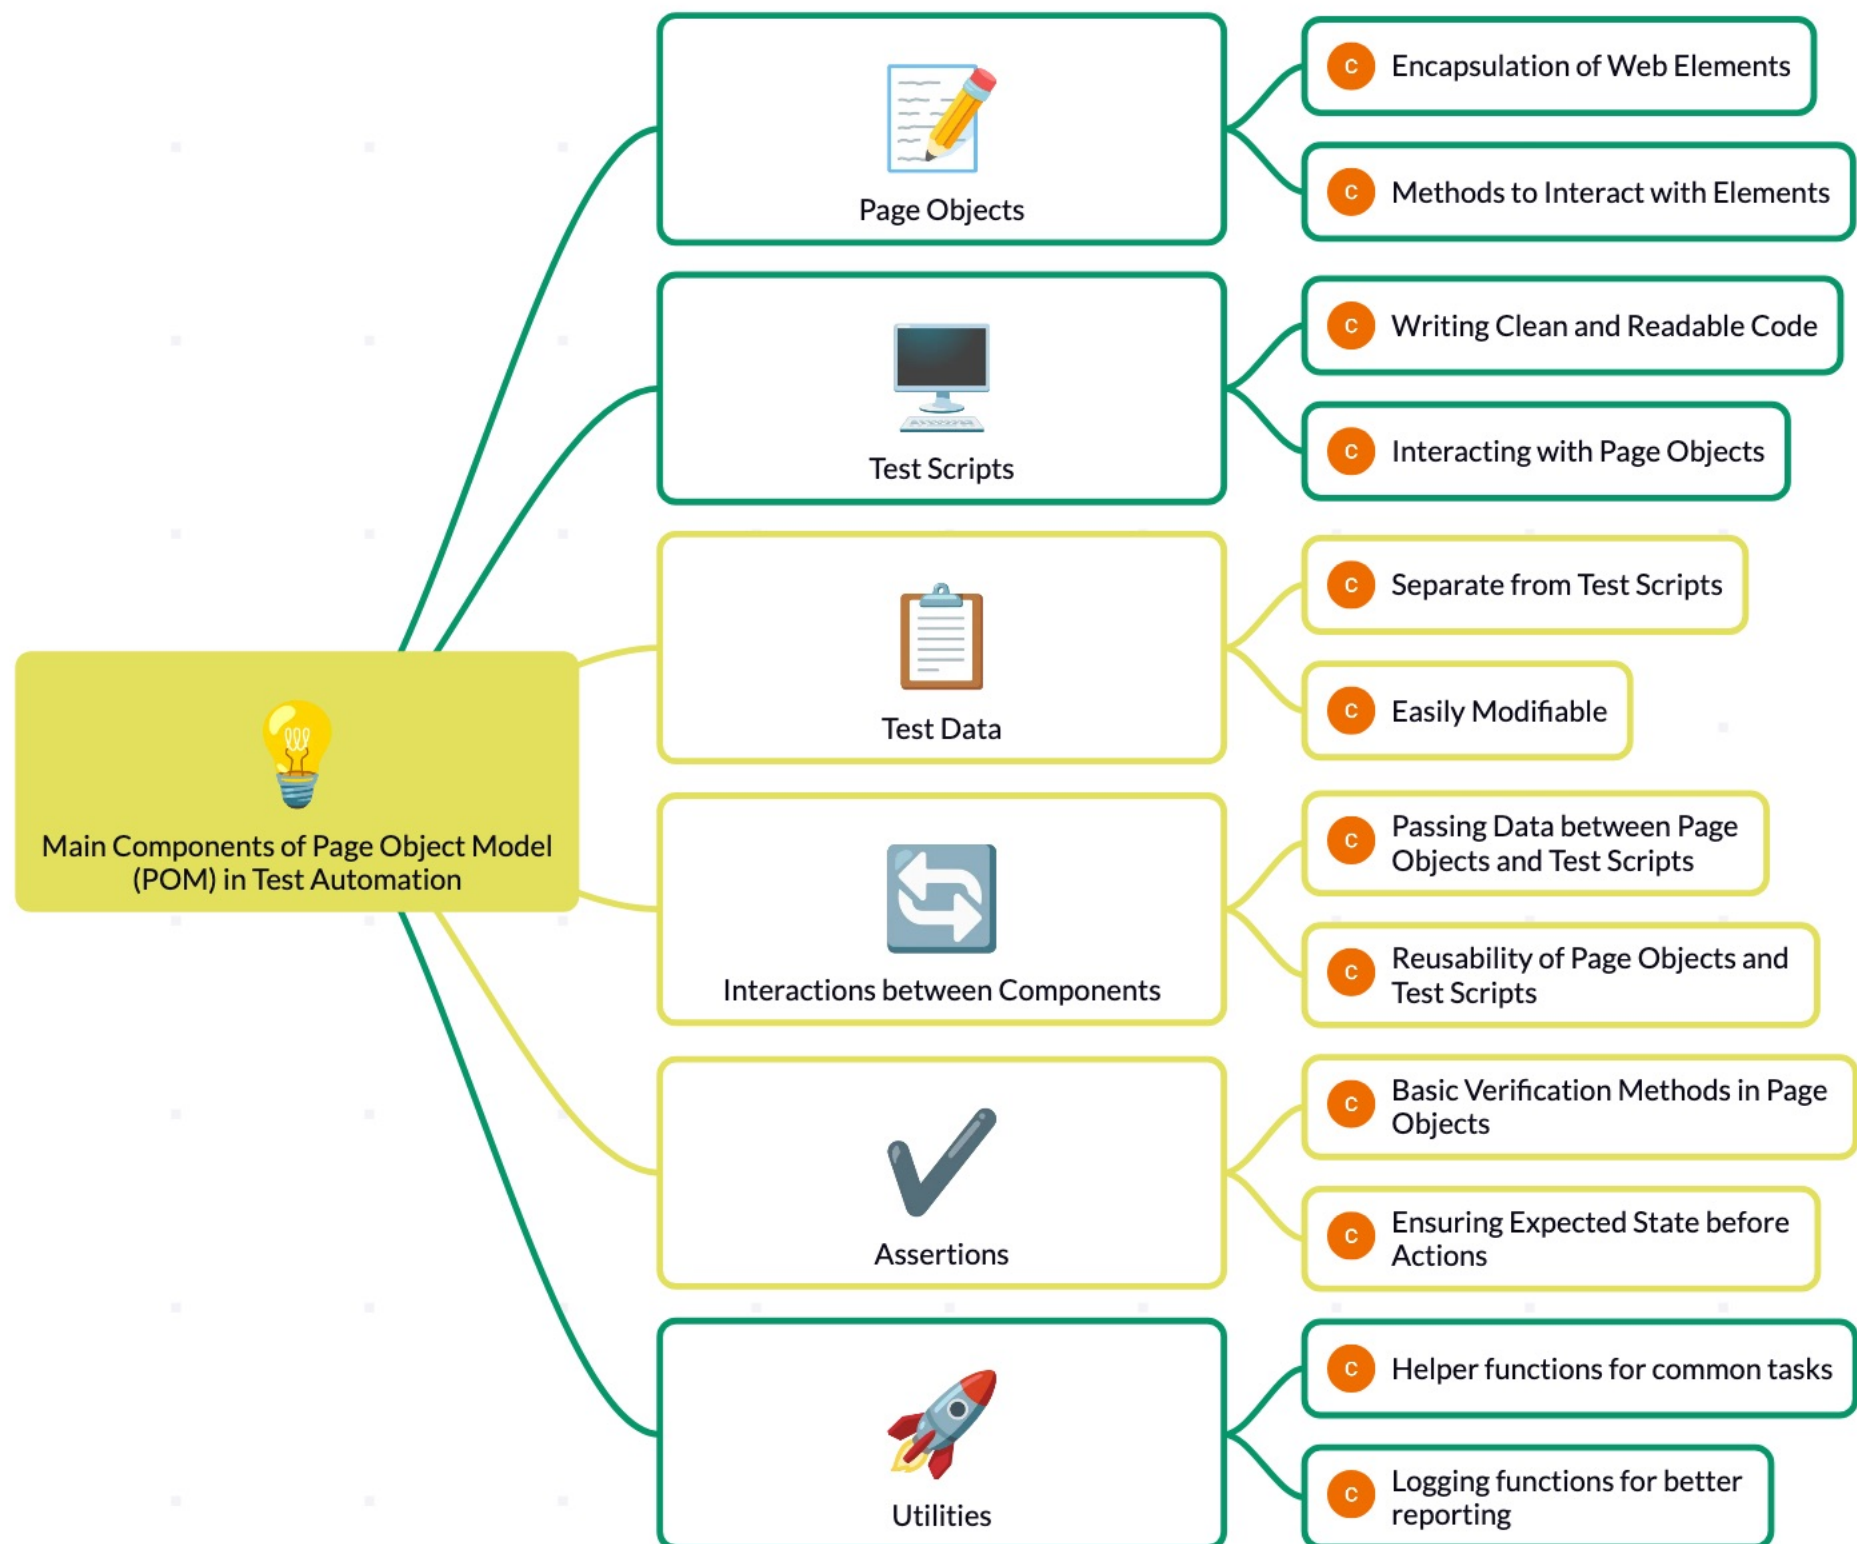 Main Components of Page Object Model
(POM) in Test Automation
Page Objects
C Encapsulation of Web Elements
C Methods to Interact with Elements
Test Scripts
C Writing Clean and Readable Code
C Interacting with Page Objects
Test Data
C Separate from Test Scripts
C Easily Modifiable
Interactions between Components
C Passing Data between Page
Objects and Test Scripts
C Reusability of Page Objects and
Test Scripts
Assertions
C Basic Verification Methods in Page
Objects
C Ensuring Expected State before
Actions
Utilities
C Helper functions for common tasks
C Logging functions for better
reporting